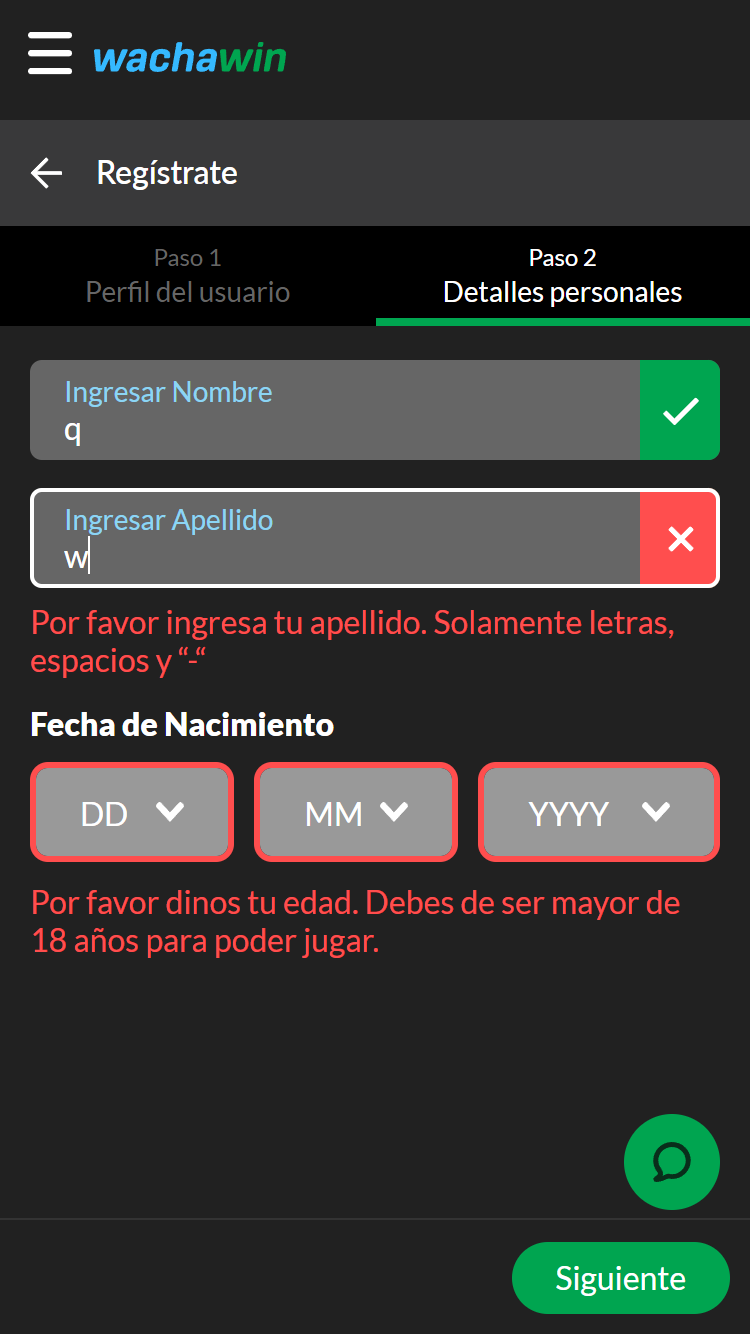 wachawin
Regístrate
Paso 1
Perfil del usuario
Paso 2
Detalles personales
Ingresar Nombre
q
Ingresar Apellido
w
Por favor ingresa tu apellido. Solamente letras,
espacios y “-“
Fecha de Nacimiento
DD
MM
YYYY
Por favor dinos tu edad. Debes de ser mayor de
18 años para poder jugar.
Siguiente